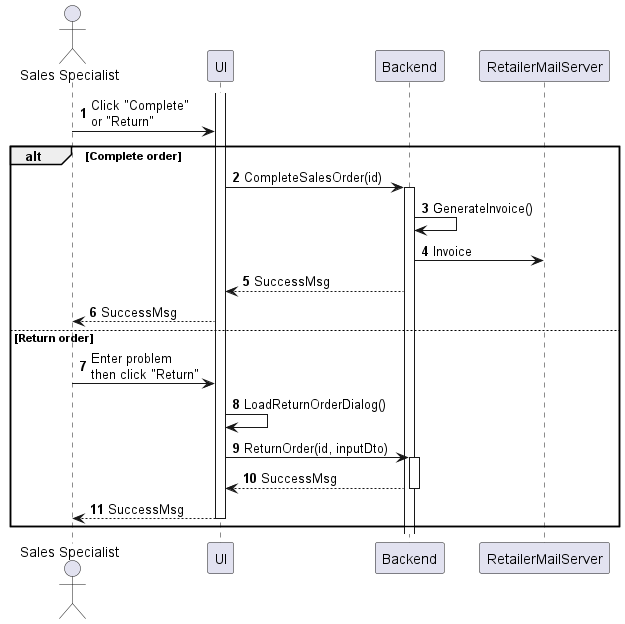 Sales Specialist
UI
Backend
RetailerMailServer
1 Click "Complete"
or "Return"
alt [Complete order]
2 CompleteSalesOrder(id)
3 GenerateInvoice()
4 Invoice
5 SuccessMsg
6 SuccessMsg
[Return order]
7 Enter problem
then click "Return"
8 LoadReturnOrderDialog()
9 ReturnOrder(id, inputDto)
10 SuccessMsg
11 SuccessMsg
Sales Specialist
UI
Backend
RetailerMailServer